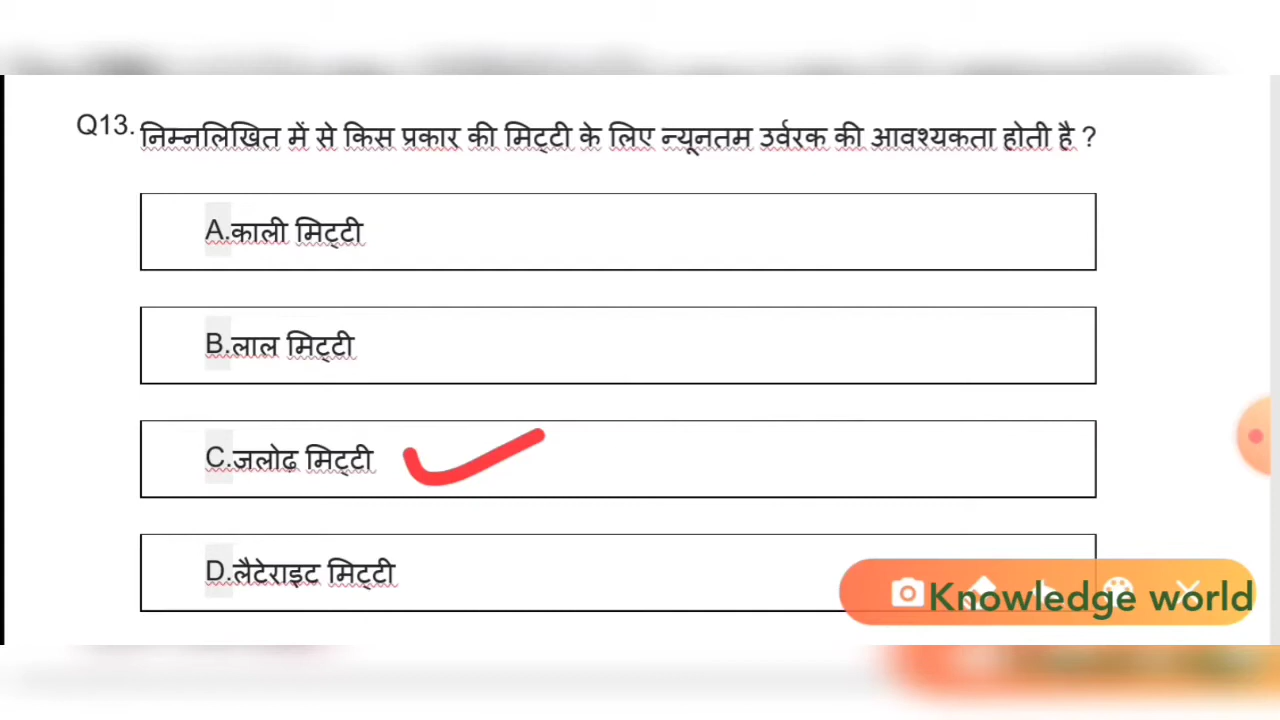 Q13. निम्नलिखित में से किस प्रकार की मिट्टी के लिए न्यूनतम उर्वरक की आवश्यकता होती है ?
A.काली मिट्टी
B.लाल मिट्टी
C.जलोढ़ मिट्टी
D.लैटेराइट मिट्टी
Knowledge world